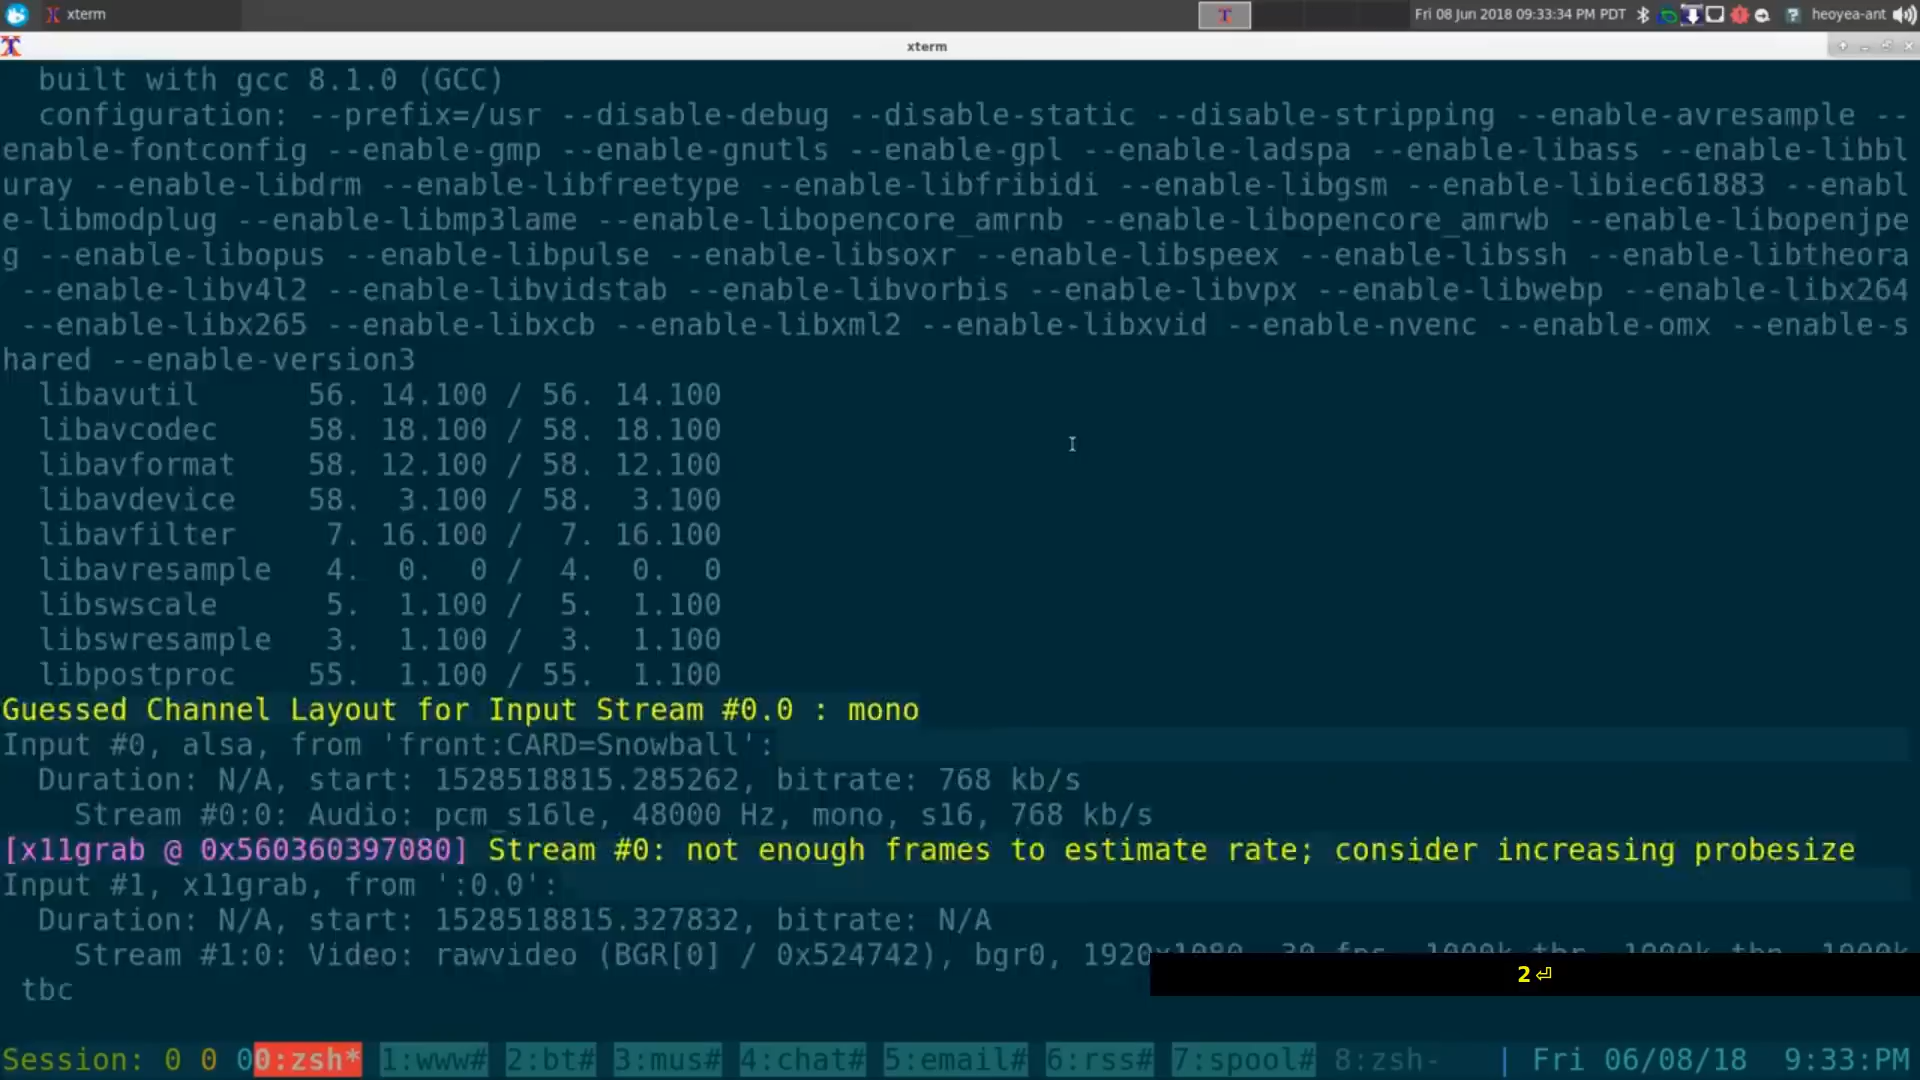 xterm
Fri 08 Jun 2018 09:33:34 PM PDT
heoyea-ant
xterm
built with gcc 8.1.0 (GCC)
configuration: --prefix=/usr --disable-debug --disable-static --disable-stripping --enable-avresample --
enable-fontconfig --enable-gmp --enable-gnutls --enable-gpl --enable-ladspa --enable-libass --enable-libbl
uray --enable-libdrm --enable-libfreetype --enable-libfribidi --enable-libgsm --enable-libiec61883 --enabl
e-libmodplug --enable-libmp3lame --enable-libopencore_amrnb --enable-libopencore_amrwb --enable-libopenjpe
g --enable-libopus --enable-libpulse --enable-libsoxr --enable-libspeex --enable-libssh --enable-libtheora
--enable-libv4l2 --enable-libvidstab --enable-libvorbis --enable-libvpx --enable-libwebp --enable-libx264
--enable-libx265 --enable-libxcb --enable-libxml2 --enable-libxvid --enable-nvenc --enable-omx --enable-s
hared --enable-version3
libavutil      56. 14.100 / 56. 14.100
libavcodec     58. 18.100 / 58. 18.100
libavformat    58. 12.100 / 58. 12.100
libavdevice    58.  3.100 / 58.  3.100
libavfilter     7. 16.100 /  7. 16.100
libavresample   4.  0.  0 /  4.  0.  0
libswscale      5.  1.100 /  5.  1.100
libswresample   3.  1.100 /  3.  1.100
libpostproc    55.  1.100 / 55.  1.100
Guessed Channel Layout for Input Stream #0.0 : mono
Input #0, alsa, from 'front:CARD=Snowball':
Duration: N/A, start: 1528518815.285262, bitrate: 768 kb/s
Stream #0:0: Audio: pcm_s16le, 48000 Hz, mono, s16, 768 kb/s
[x11grab @ 0x560360397080] Stream #0: not enough frames to estimate rate; consider increasing probesize
Input #1, x11grab, from ':0.0':
Duration: N/A, start: 1528518815.327832, bitrate: N/A
Stream #1:0: Video: rawvideo (BGR[0] / 0x524742), bgr0, 1920x1080, 30 fps, 1000k tbr, 1000k tbn, 1000k
tbc
2⏎
Session: 0 0 00:zsh* 1:www# 2:bt# 3:mus# 4:chat# 5:email# 6:rss# 7:spool# 8:zsh- | Fri 06/08/18 9:33:PM